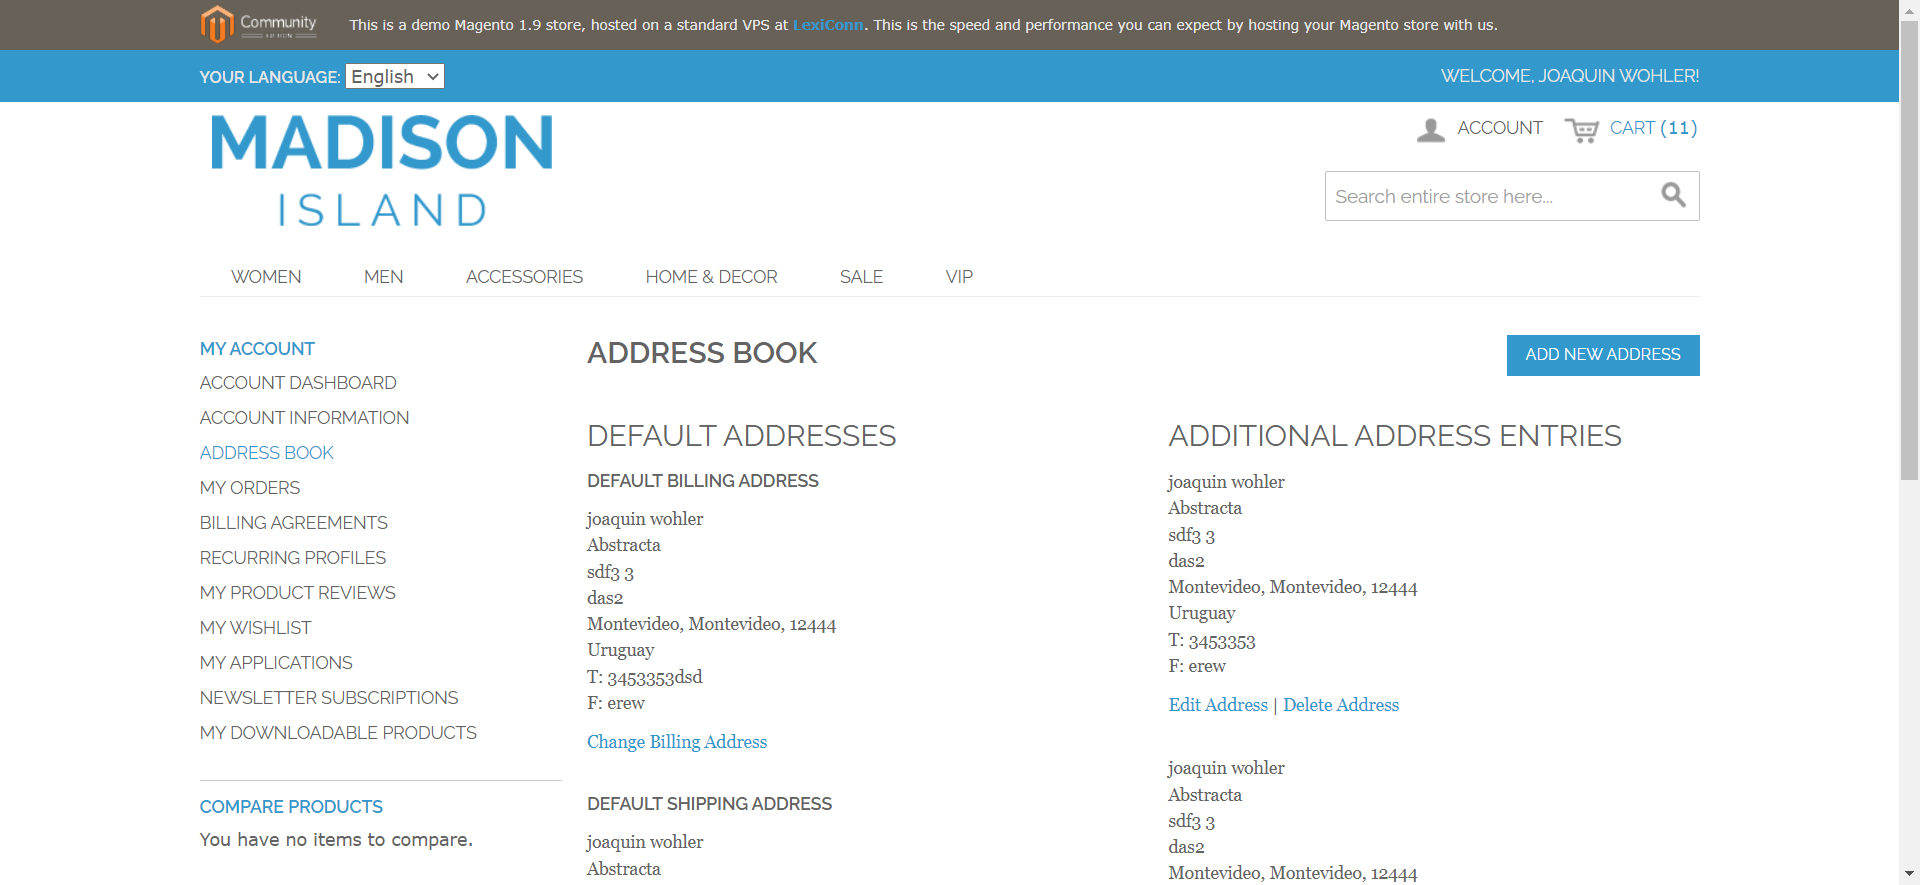 Community
This is a demo Magento 1.9 store, hosted on a standard VPS at LexiConn. This is the speed and performance you can expect by hosting your Magento store with us.
YOUR LANGUAGE: English
WELCOME, JOAQUIN WOHLER!
MADISON
ISLAND
ACCOUNT
CART (11)
Search entire store here...
WOMEN MEN ACCESSORIES HOME & DECOR SALE VIP
MY ACCOUNT
ACCOUNT DASHBOARD
ACCOUNT INFORMATION
ADDRESS BOOK
MY ORDERS
BILLING AGREEMENTS
RECURRING PROFILES
MY PRODUCT REVIEWS
MY WISHLIST
MY APPLICATIONS
NEWSLETTER SUBSCRIPTIONS
MY DOWNLOADABLE PRODUCTS
COMPARE PRODUCTS
You have no items to compare.
ADDRESS BOOK
ADD NEW ADDRESS
DEFAULT ADDRESSES
DEFAULT BILLING ADDRESS
joaquin wohler
Abstracta
sdf3 3
das2
Montevideo, Montevideo, 12444
Uruguay
T: 3453353dsd
F: erew
Change Billing Address
DEFAULT SHIPPING ADDRESS
joaquin wohler
Abstracta
ADDITIONAL ADDRESS ENTRIES
joaquin wohler
Abstracta
sdf3 3
das2
Montevideo, Montevideo, 12444
Uruguay
T: 3453353
F: erew
Edit Address | Delete Address
joaquin wohler
Abstracta
sdf3 3
das2
Montevideo, Montevideo, 12444